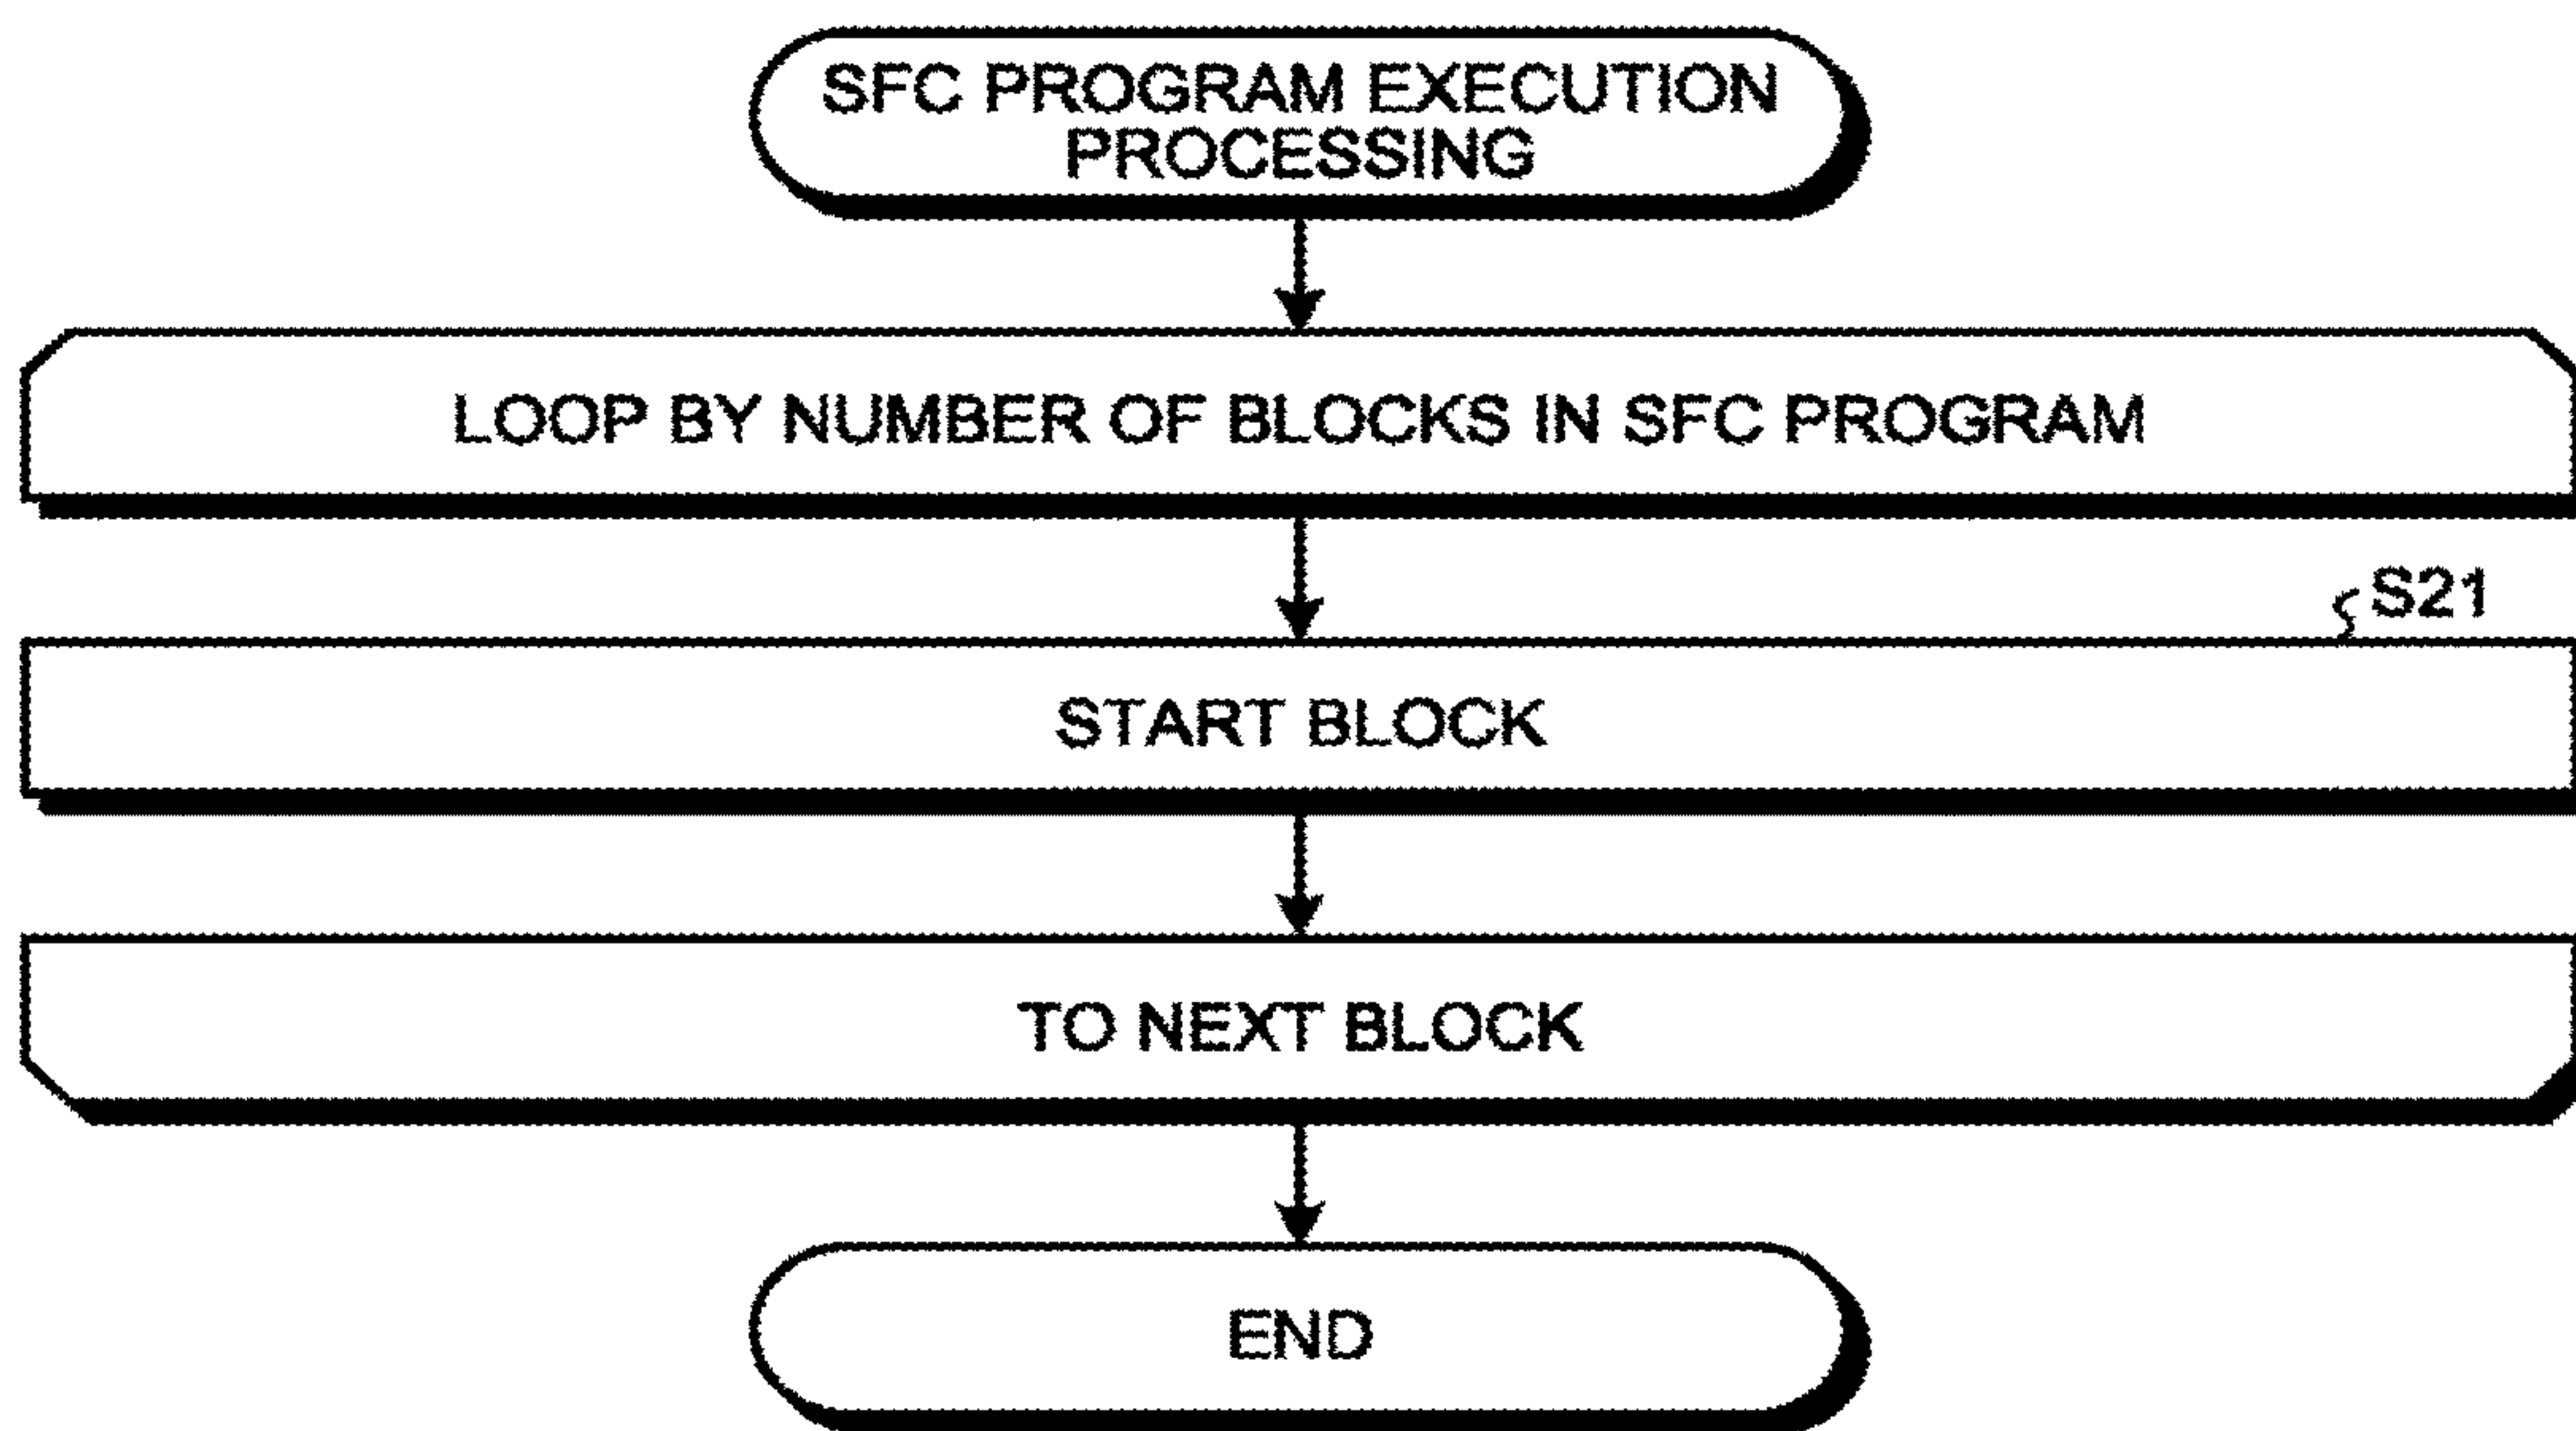 SFC PROGRAM EXECUTION
PROCESSING
LOOP BY NUMBER OF BLOCKS IN SFC PROGRAM
S21
START BLOCK
TO NEXT BLOCK
END